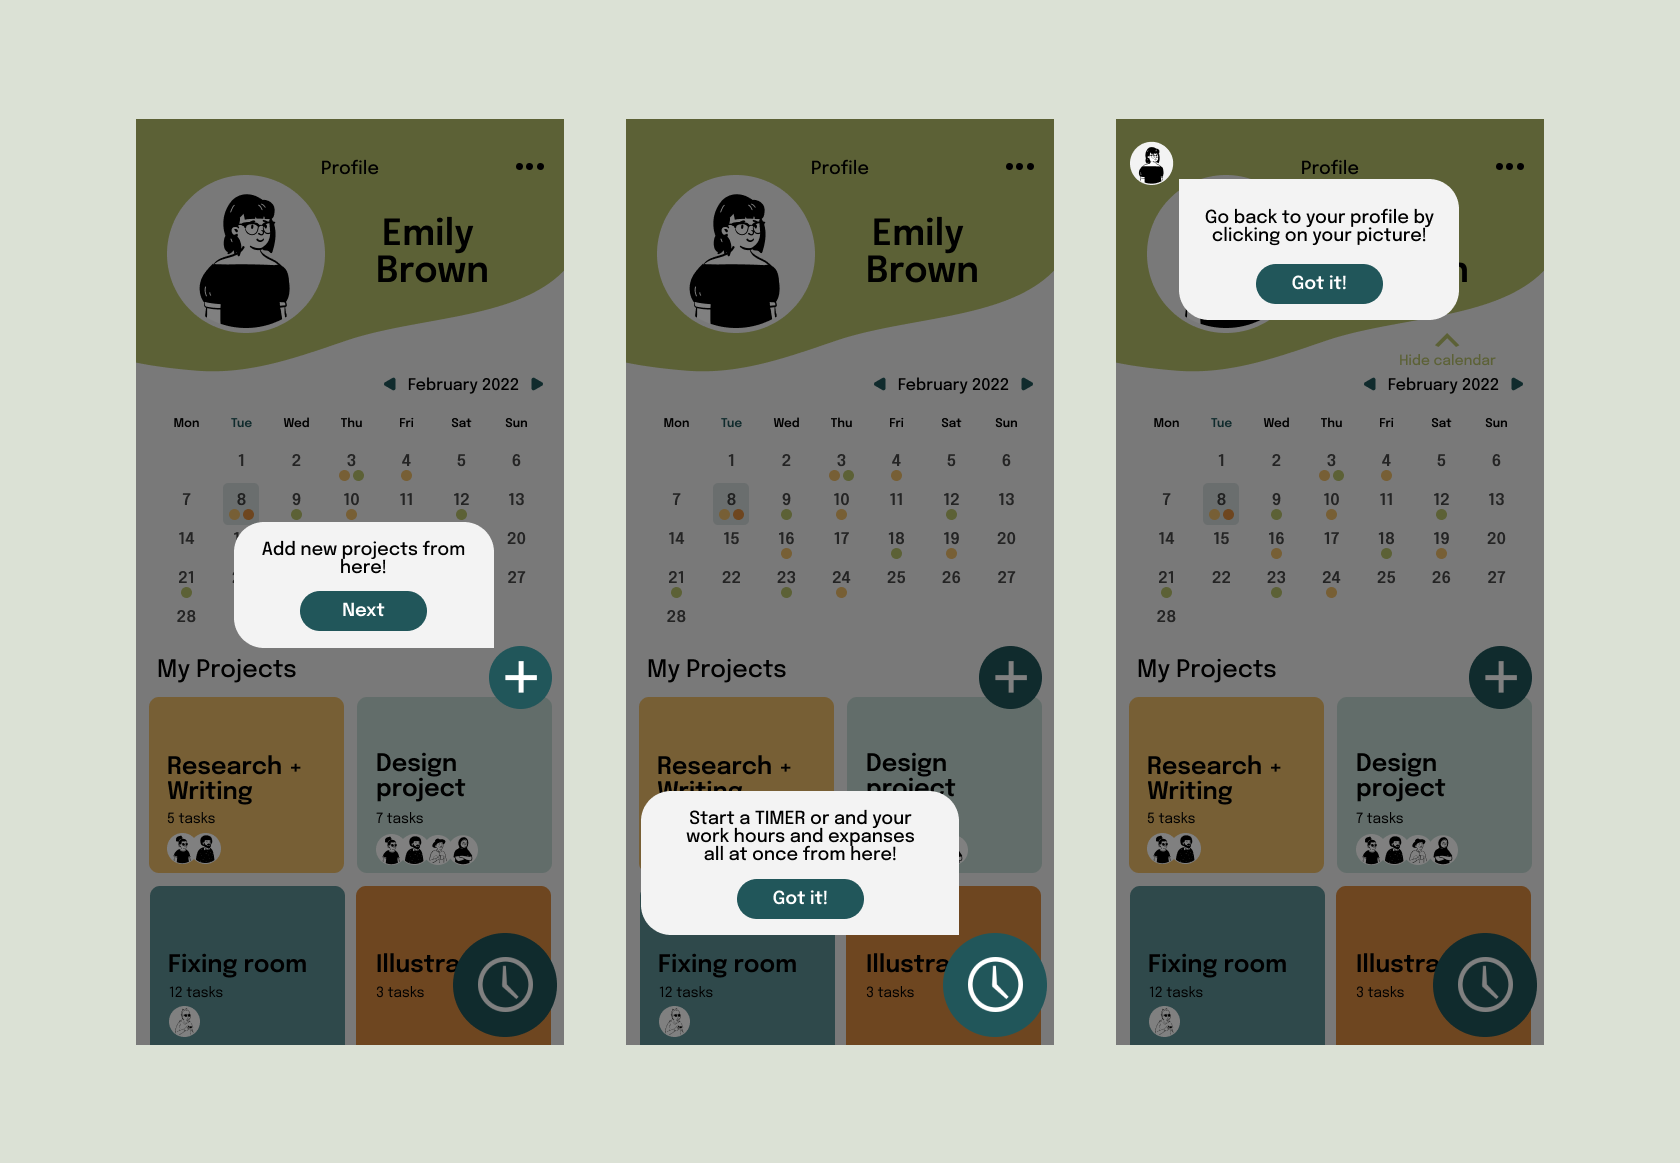 Profile
Emily
Brown
February 2022
Mon Tue Wed Thu Fri Sat Sun
1 2 3 4 5 6
7 8 9 10 11 12 13
14 20
21 27
28
Add new projects from
here!
Next
My Projects
Research +
Writing
5 tasks
Design
project
7 tasks
Fixing room
12 tasks
3 tasks
Profile
Emily
Brown
February 2022
Mon Tue Wed Thu Fri Sat Sun
1 2 3 4 5 6
7 8 9 10 11 12 13
14 15 16 17 18 19 20
21 22 23 24 25 26 27
28
My Projects
Research +
Writing
Design
project
Start a TIMER or and your
work hours and expanses
all at once from here!
Got it!
Fixing room
12 tasks
3 tasks
Profile
Go back to your profile by
clicking on your picture!
Got it!
Hide calendar
February 2022
Mon Tue Wed Thu Fri Sat Sun
1 2 3 4 5 6
7 8 9 10 11 12 13
14 15 16 17 18 19 20
21 22 23 24 25 26 27
28
My Projects
Research +
Writing
5 tasks
Design
project
7 tasks
Fixing room
12 tasks
3 tasks